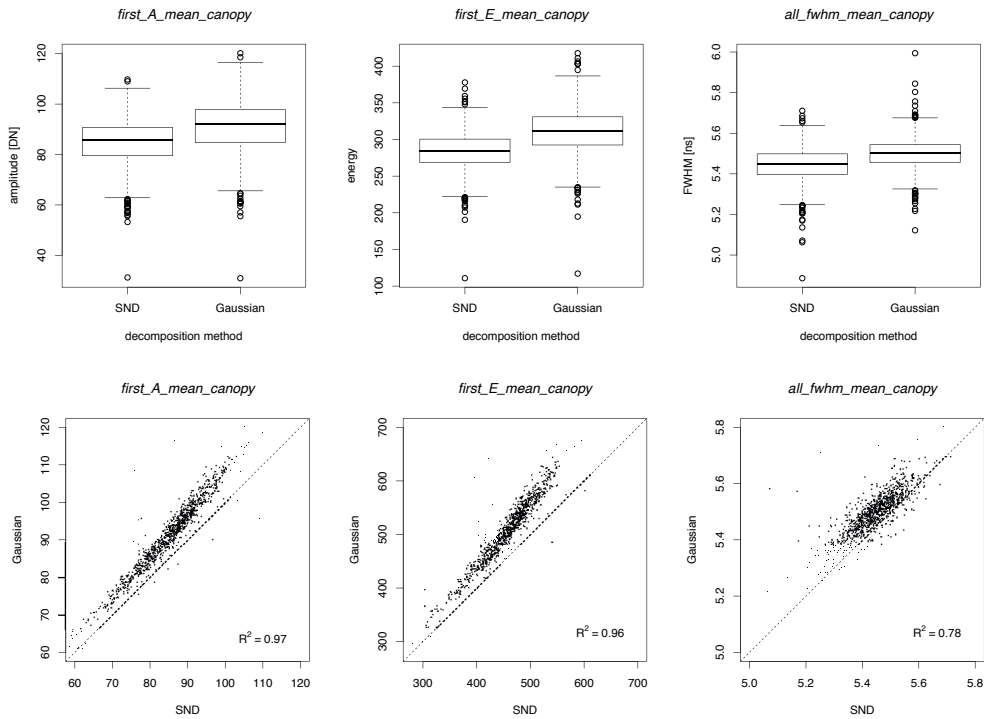 first_A_mean_canopy
first_E_mean_canopy
all_fwhm_mean_canopy
amplitude [DN]
120
100
80
60
40
SND
Gaussian
decomposition method
energy
400
350
300
250
200
150
100
SND
Gaussian
decomposition method
FWHM [ns]
6.0
5.8
5.6
5.4
5.2
5.0
SND
Gaussian
decomposition method
first_A_mean_canopy
first_E_mean_canopy
all_fwhm_mean_canopy
Gaussian
120
110
100
90
80
70
60
R² = 0.97
60 70 80 90 100 110 120
SND
Gaussian
700
600
500
400
300
R² = 0.96
300 400 500 600 700
SND
Gaussian
5.8
5.6
5.4
5.2
5.0
R² = 0.78
5.0 5.2 5.4 5.6 5.8
SND